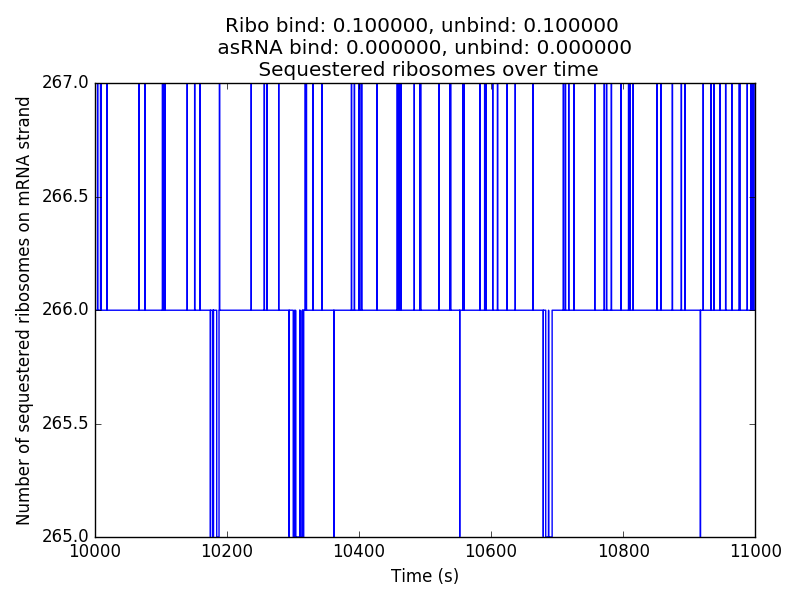 Ribo bind: 0.100000, unbind: 0.100000
asRNA bind: 0.000000, unbind: 0.000000
Sequestered ribosomes over time
Number of sequestered ribosomes on mRNA strand
267.0
266.5
266.0
265.5
265.0
10000 10200 10400 10600 10800 11000
Time (s)